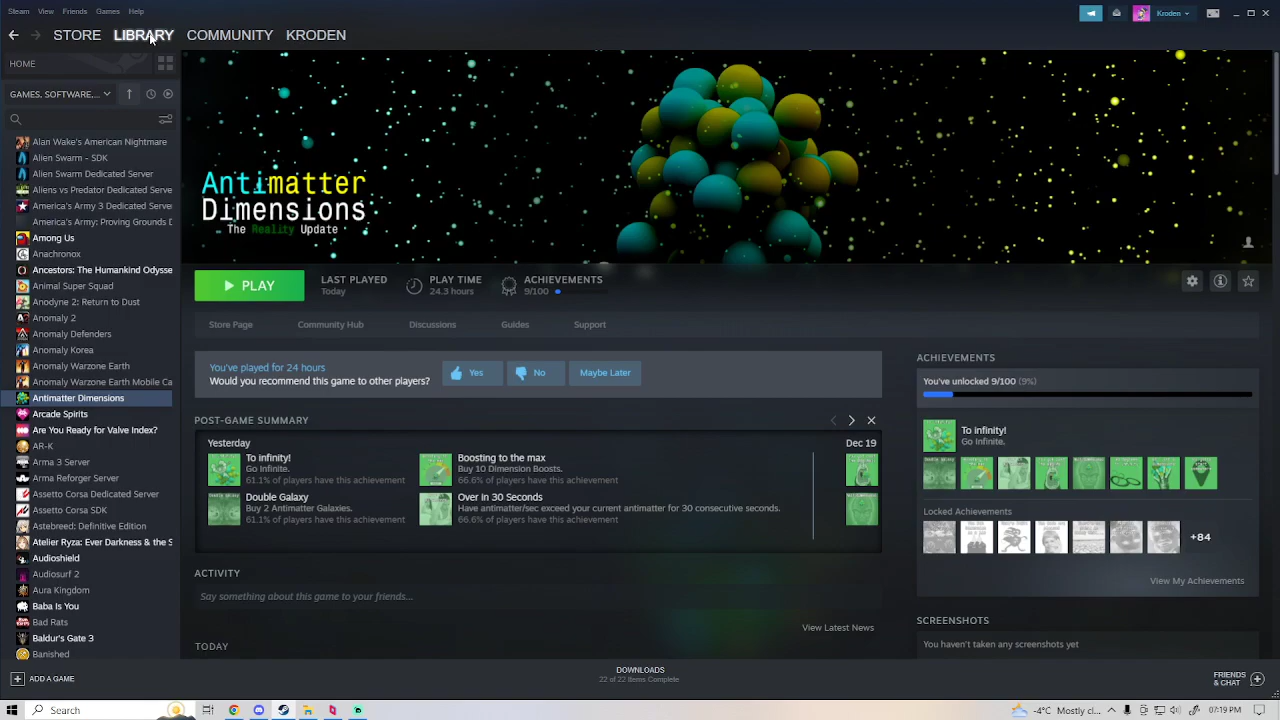 Steam View Friends Games Help
Kroden
STORE LIBRARY COMMUNITY KRODEN
HOME
GAMES, SOFTWARE,...
Alan Wake's American Nightmare
Alien Swarm - SDK
Alien Swarm Dedicated Server
Aliens vs Predator Dedicated Serve
America's Army 3 Dedicated Serve
America's Army: Proving Grounds D
Among Us
Anachronox
Ancestors: The Humankind Odysse
Animal Super Squad
Anodyne 2: Return to Dust
Anomaly 2
Anomaly Defenders
Anomaly Korea
Anomaly Warzone Earth
Anomaly Warzone Earth Mobile Ca
Antimatter Dimensions
Arcade Spirits
Are You Ready for Valve Index?
AR-K
Arma 3 Server
Arma Reforger Server
Assetto Corsa Dedicated Server
Assetto Corsa SDK
Astebreed: Definitive Edition
Atelier Ryza: Ever Darkness & the S
Audioshield
Audiosurf 2
Aura Kingdom
Baba Is You
Bad Rats
Baldur's Gate 3
Banished
Antimatter
Dimensions
The Reality Update
PLAY
LAST PLAYED
Today
PLAY TIME
24.3 hours
ACHIEVEMENTS
9/100
Store Page Community Hub Discussions Guides Support
You've played for 24 hours
Would you recommend this game to other players?
Yes No Maybe Later
POST-GAME SUMMARY
Yesterday
To infinity!
Go Infinite.
61.1% of players have this achievement
Boosting to the max
Buy 10 Dimension Boosts.
66.6% of players have this achievement
Double Galaxy
Buy 2 Antimatter Galaxies.
61.1% of players have this achievement
Over in 30 Seconds
Have antimatter/sec exceed your current antimatter for 30 consecutive seconds.
66.6% of players have this achievement
Dec 19
ACTIVITY
Say something about this game to your friends...
View Latest News
TODAY
ACHIEVEMENTS
You've unlocked 9/100 (9%)
To infinity!
Go Infinite.
Locked Achievements
+84
View My Achievements
SCREENSHOTS
You haven't taken any screenshots yet
ADD A GAME
DOWNLOADS
22 of 22 Items Complete
FRIENDS
& CHAT
Search
-4°C Mostly cl...
07:19 PM